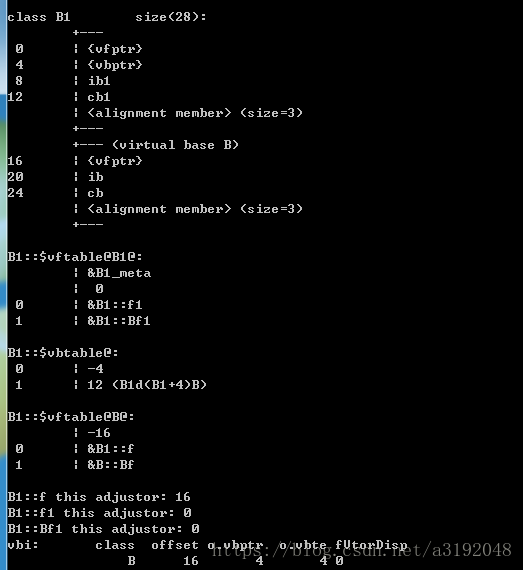 class B1        size(28):
        +---
 0      | {vfptr}
 4      | {vbptr}
 8      | ib1
12      | cb1
        | <alignment member> (size=3)
        +---
        +--- (virtual base B)
16      | {vfptr}
20      | ib
24      | cb
        | <alignment member> (size=3)
        +---
B1::$vftable@B1@:
        | &B1_meta
        |  0
 0      | &B1::f1
 1      | &B1::Bf1
B1::$vbtable@:
 0      | -4
 1      | 12 (B1d(B1+4)B)
B1::$vftable@B@:
        | -16
 0      | &B1::f
 1      | &B::Bf
B1::f this adjustor: 16
B1::f1 this adjustor: 0
B1::Bf1 this adjustor: 0
vbi:       class  offset o.vbptr  o.vbte fVtorDisp
               B      16       4       4 0
https://blog.csdn.net/a3192048